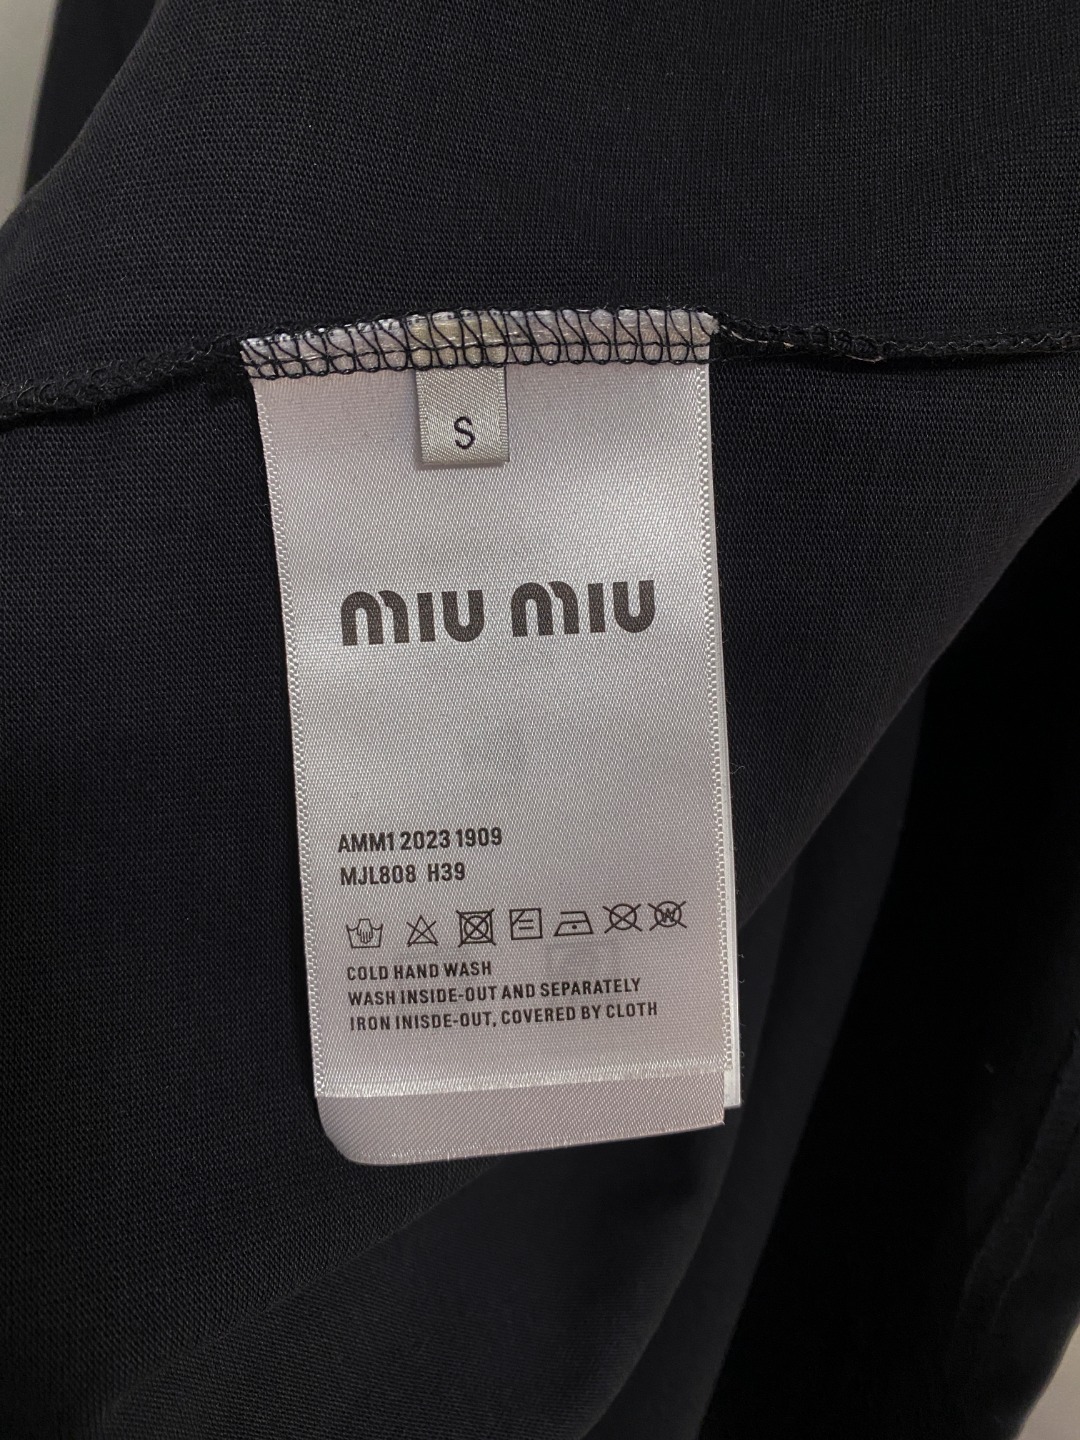 S
MIU MIU
AMM1 2023 1909
MJL808 H39
COLD HAND WASH
WASH INSIDE-OUT AND SEPARATELY
IRON INISDE-OUT, COVERED BY CLOTH